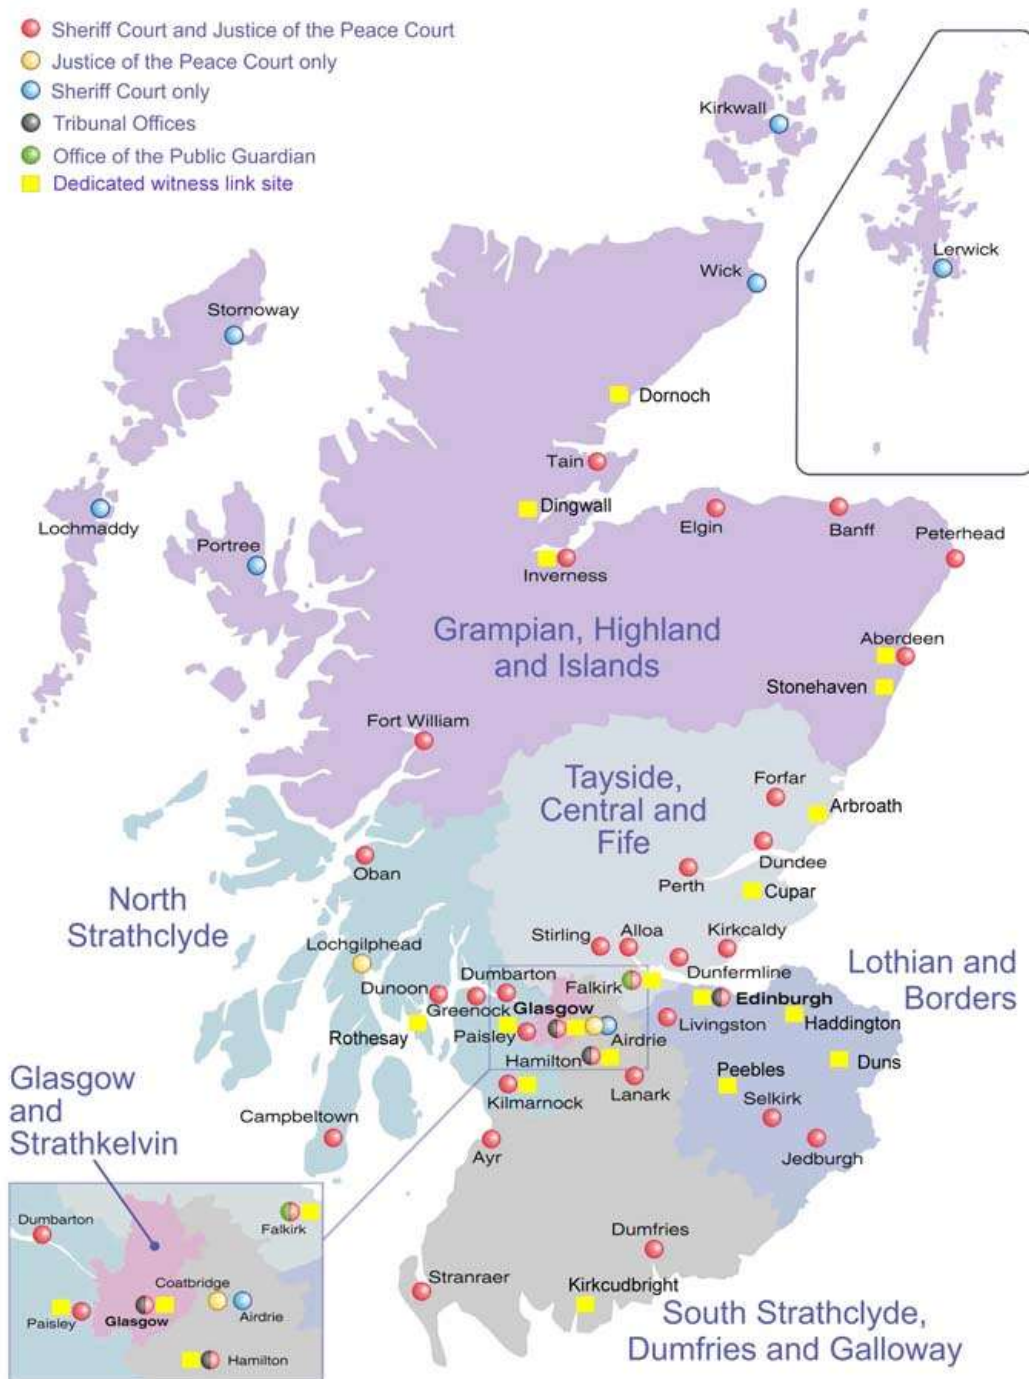 Sheriff Court and Justice of the Peace Court
Justice of the Peace Court only
Sheriff Court only
Tribunal Offices
Office of the Public Guardian
Dedicated witness link site
Kirkwall
Lerwick
Wick
Stornoway
Dornoch
Tain
Dingwall
Lochmaddy
Portree
Elgin
Banff
Peterhead
Inverness
Grampian, Highland
and Islands
Aberdeen
Stonehaven
Fort William
Tayside,
Central and
Fife
Forfar
Arbroath
Oban
Dundee
Perth
Cupar
North
Strathclyde
Lochgilphead
Stirling
Alloa
Kirkcaldy
Dunfermline
Lothian and
Borders
Dunoon
Dumbarton
Greenock
Falkirk
Glasgow
Edinburgh
Rothesay
Paisley
Airdrie
Livingston
Haddington
Hamilton
Duns
Peebles
Kilmarnock
Lanark
Selkirk
Glasgow
and
Strathkelvin
Campbeltown
Ayr
Jedburgh
Dumbarton
Falkirk
Coatbridge
Paisley
Glasgow
Airdrie
Hamilton
Dumfries
Stranraer
Kirkcudbright
South Strathclyde,
Dumfries and Galloway